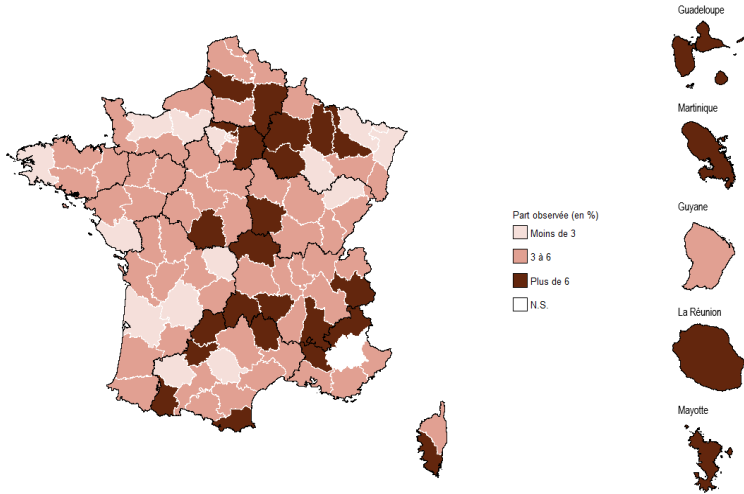 Guadeloupe
Martinique
Guyane
La Réunion
Mayotte
Part observée (en %)
Moins de 3
3 à 6
Plus de 6
N.S.